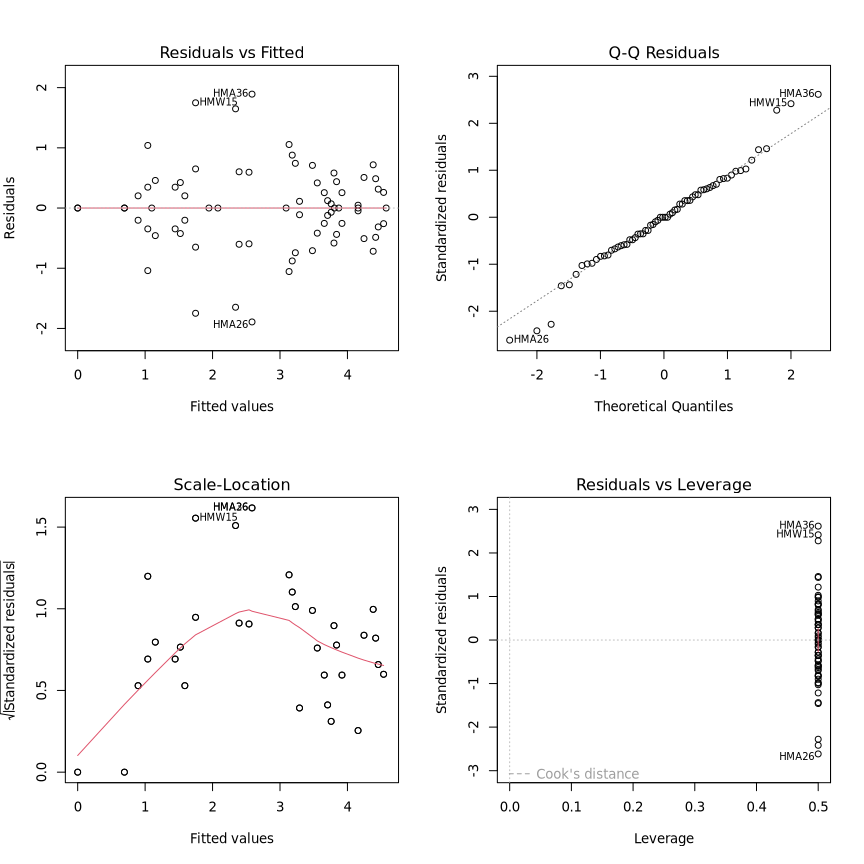 Residuals vs Fitted
Residuals
2
1
0
-1
-2
HMA36
HMW15
HMA26
0 1 2 3 4
Fitted values
Q-Q Residuals
Standardized residuals
3
2
1
0
-1
-2
HMA36
HMW15
HMA26
-2 -1 0 1 2
Theoretical Quantiles
Scale-Location
√|Standardized residuals|
1.5
1.0
0.5
0.0
HMA36
HMW15
0 1 2 3 4
Fitted values
Residuals vs Leverage
Standardized residuals
3
2
1
0
-1
-2
-3
HMA36
HMW15
HMA26
Cook's distance
0.0 0.1 0.2 0.3 0.4 0.5
Leverage